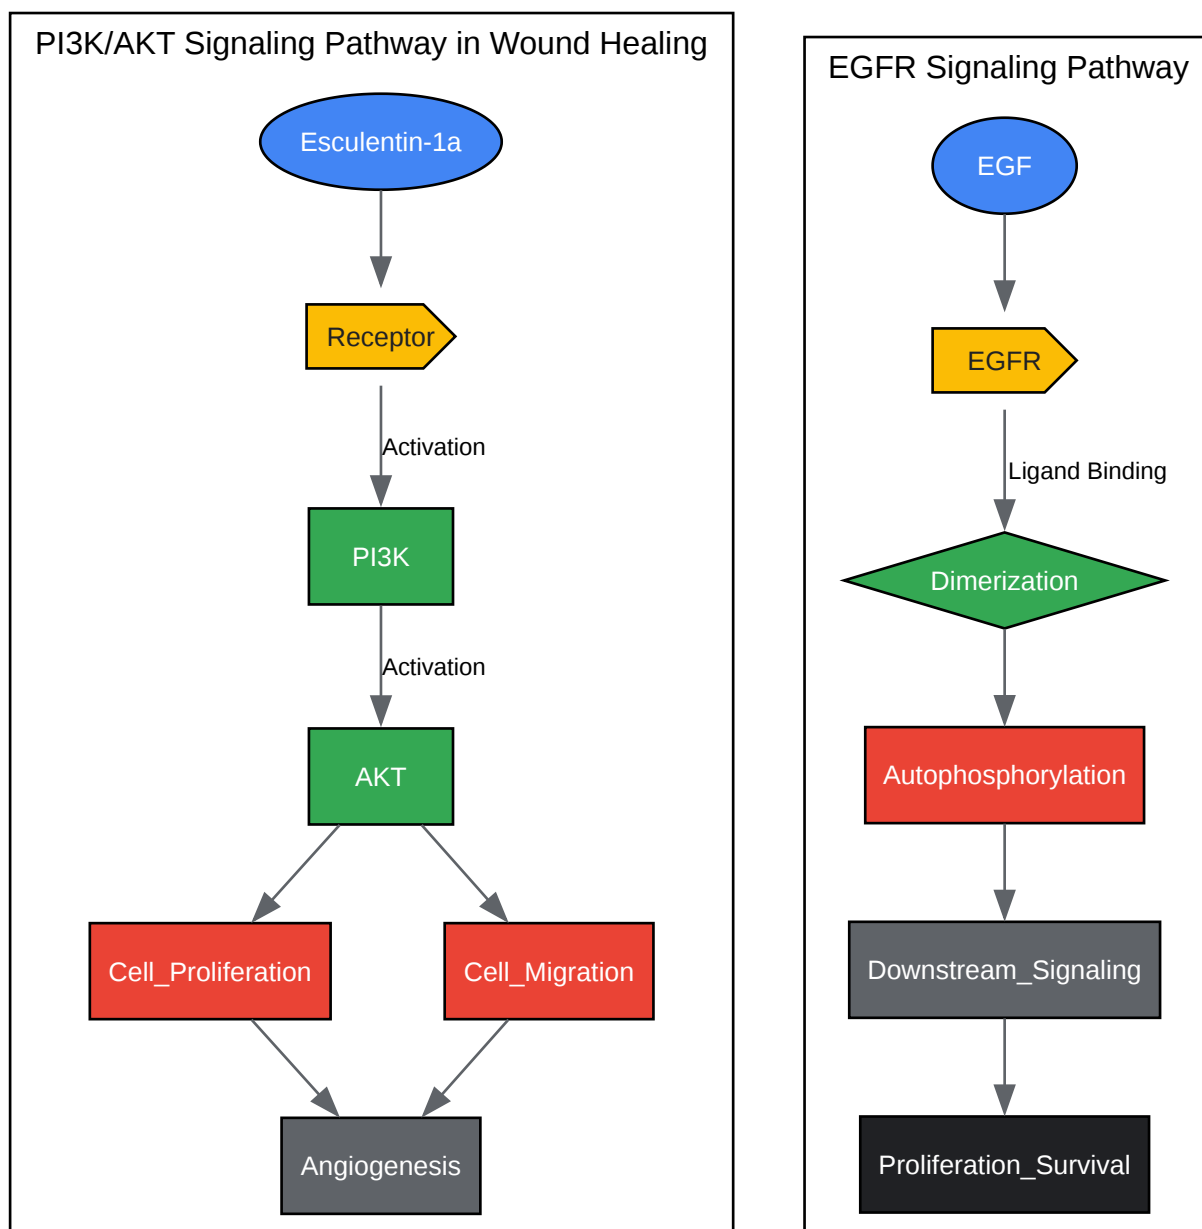 PI3K/AKT Signaling Pathway in Wound Healing
Esculentin-1a
Receptor
Activation
PI3K
Activation
AKT
Cell_Proliferation
Cell_Migration
Angiogenesis
EGFR Signaling Pathway
EGF
EGFR
Ligand Binding
Dimerization
Autophosphorylation
Downstream_Signaling
Proliferation_Survival